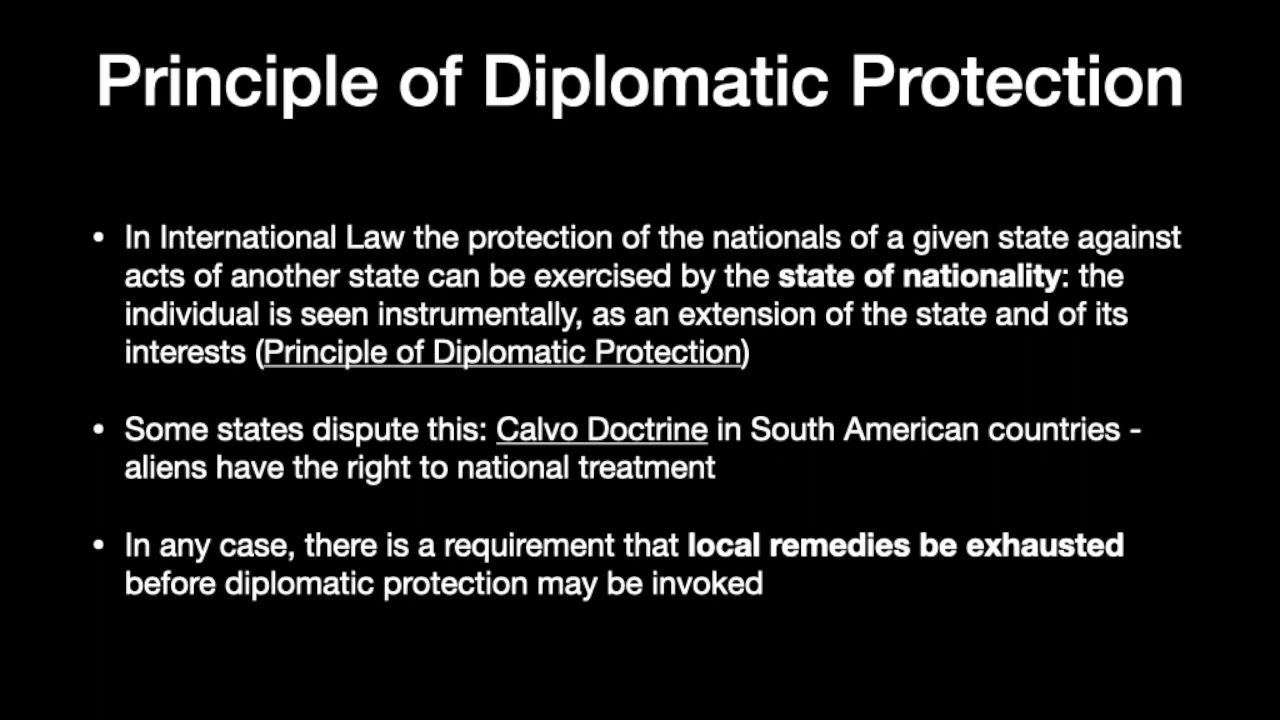 Principle of Diplomatic Protection
• In International Law the protection of the nationals of a given state against
acts of another state can be exercised by the state of nationality: the
individual is seen instrumentally, as an extension of the state and of its
interests (Principle of Diplomatic Protection)
• Some states dispute this: Calvo Doctrine in South American countries -
aliens have the right to national treatment
• In any case, there is a requirement that local remedies be exhausted
before diplomatic protection may be invoked